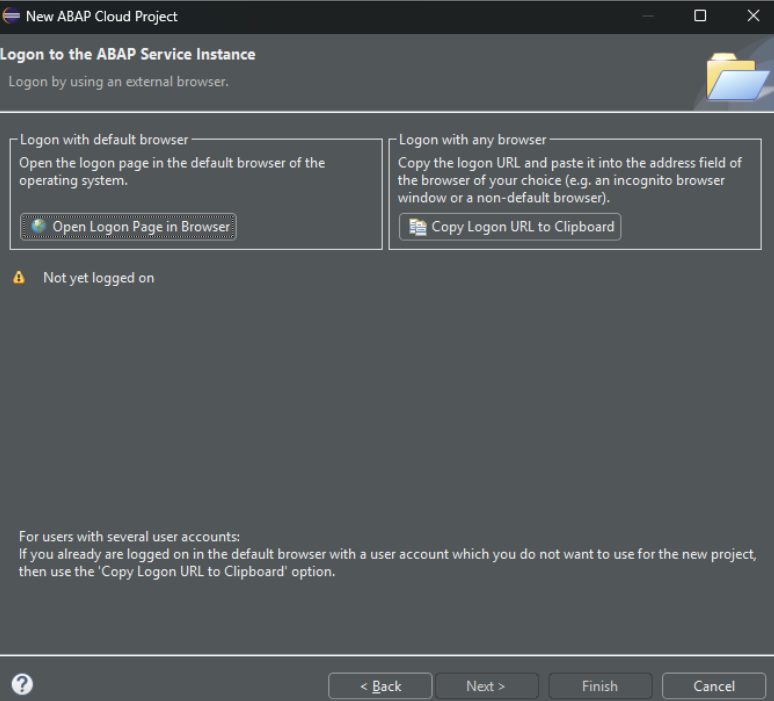 New ABAP Cloud Project
Logon to the ABAP Service Instance
Logon by using an external browser.
Logon with default browser
Open the logon page in the default browser of the
operating system.
Open Logon Page in Browser
Logon with any browser
Copy the logon URL and paste it into the address field of
the browser of your choice (e.g. an incognito browser
window or a non-default browser).
Copy Logon URL to Clipboard
Not yet logged on
For users with several user accounts:
If you already are logged on in the default browser with a user account which you do not want to use for the new project,
then use the 'Copy Logon URL to Clipboard' option.
< Back
Next >
Finish
Cancel